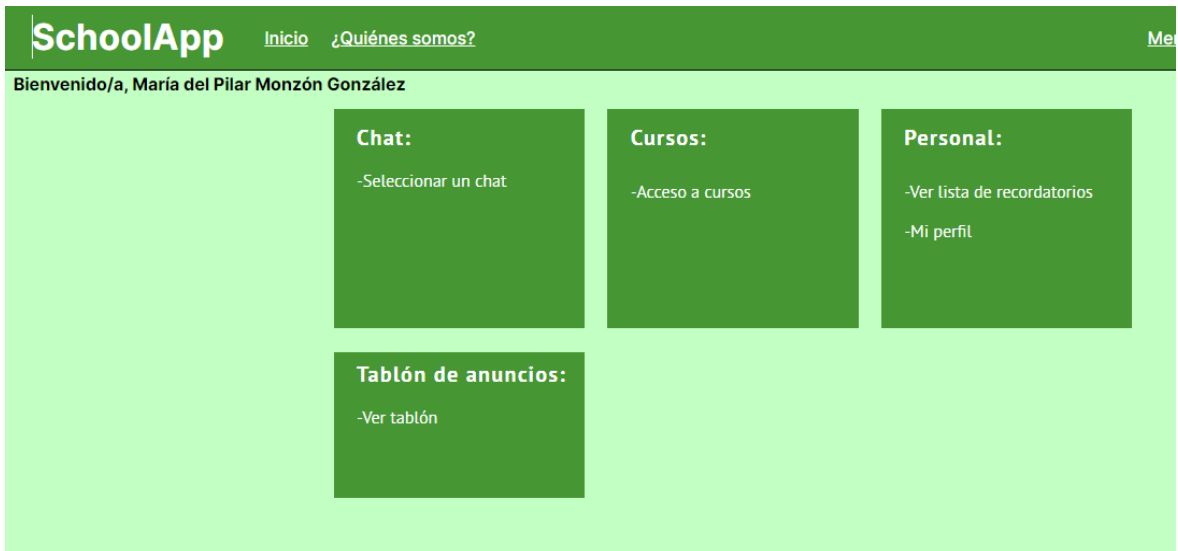 SchoolApp Inicio ¿Quiénes somos?
Bienvenido/a, María del Pilar Monzón González
Chat:
-Seleccionar un chat
Cursos:
-Acceso a cursos
Personal:
-Ver lista de recordatorios
-Mi perfil
Tablón de anuncios:
-Ver tablón